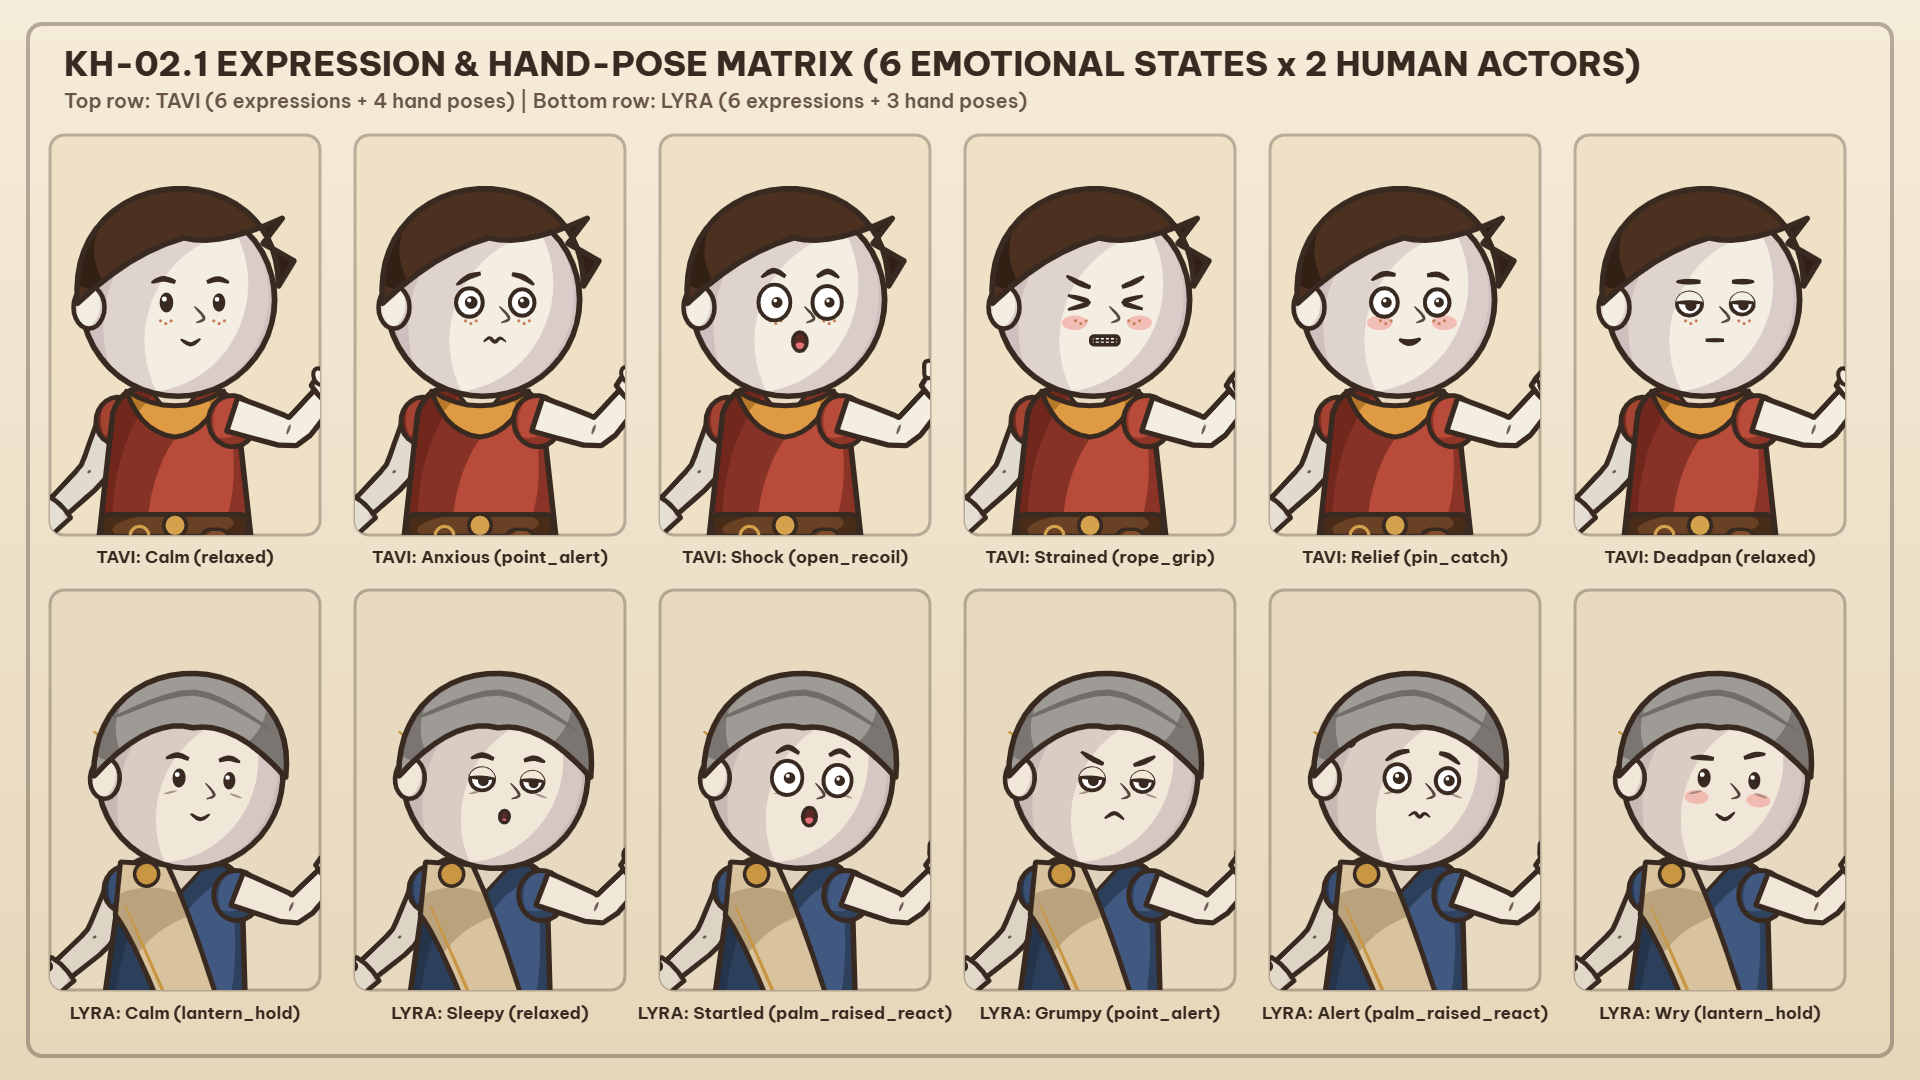 KH-02.1 EXPRESSION & HAND-POSE MATRIX (6 EMOTIONAL STATES x 2 HUMAN ACTORS)
Top row: TAVI (6 expressions + 4 hand poses) | Bottom row: LYRA (6 expressions + 3 hand poses)
TAVI: Calm (relaxed)
TAVI: Anxious (point_alert)
TAVI: Shock (open_recoil)
TAVI: Strained (rope_grip)
TAVI: Relief (pin_catch)
TAVI: Deadpan (relaxed)
LYRA: Calm (lantern_hold)
LYRA: Sleepy (relaxed)
LYRA: Startled (palm_raised_react)
LYRA: Grumpy (point_alert)
LYRA: Alert (palm_raised_react)
LYRA: Wry (lantern_hold)